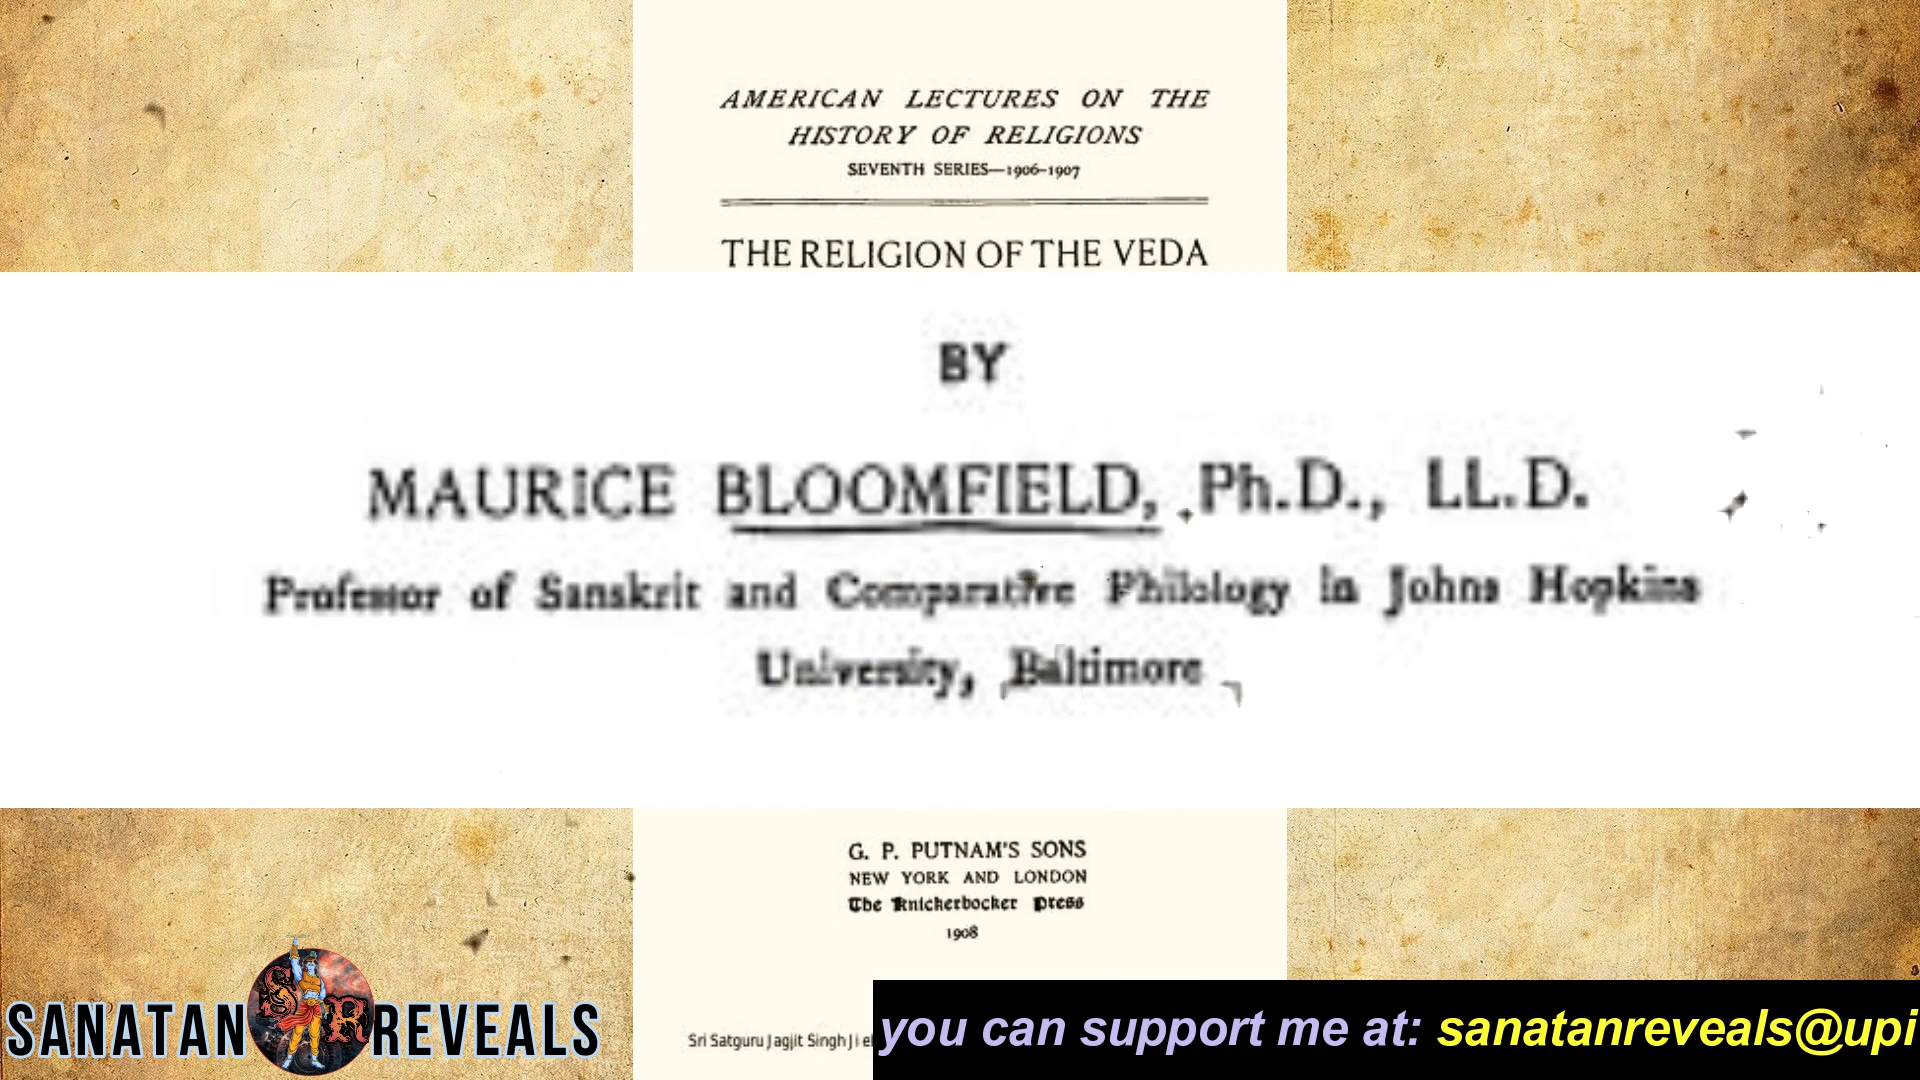 AMERICAN LECTURES ON THE
HISTORY OF RELIGIONS
SEVENTH SERIES—1906-1907
THE RELIGION OF THE VEDA
BY
MAURICE BLOOMFIELD, Ph.D., LL.D.
Professor of Sanskrit and Comparative Philology in Johns Hopkins
University, Baltimore
G. P. PUTNAM'S SONS
NEW YORK AND LONDON
The Knickerbocker Press
1908
SANATAN SR REVEALS
Sri Satguru Jagjit Singh Ji
you can support me at: sanatanreveals@upi